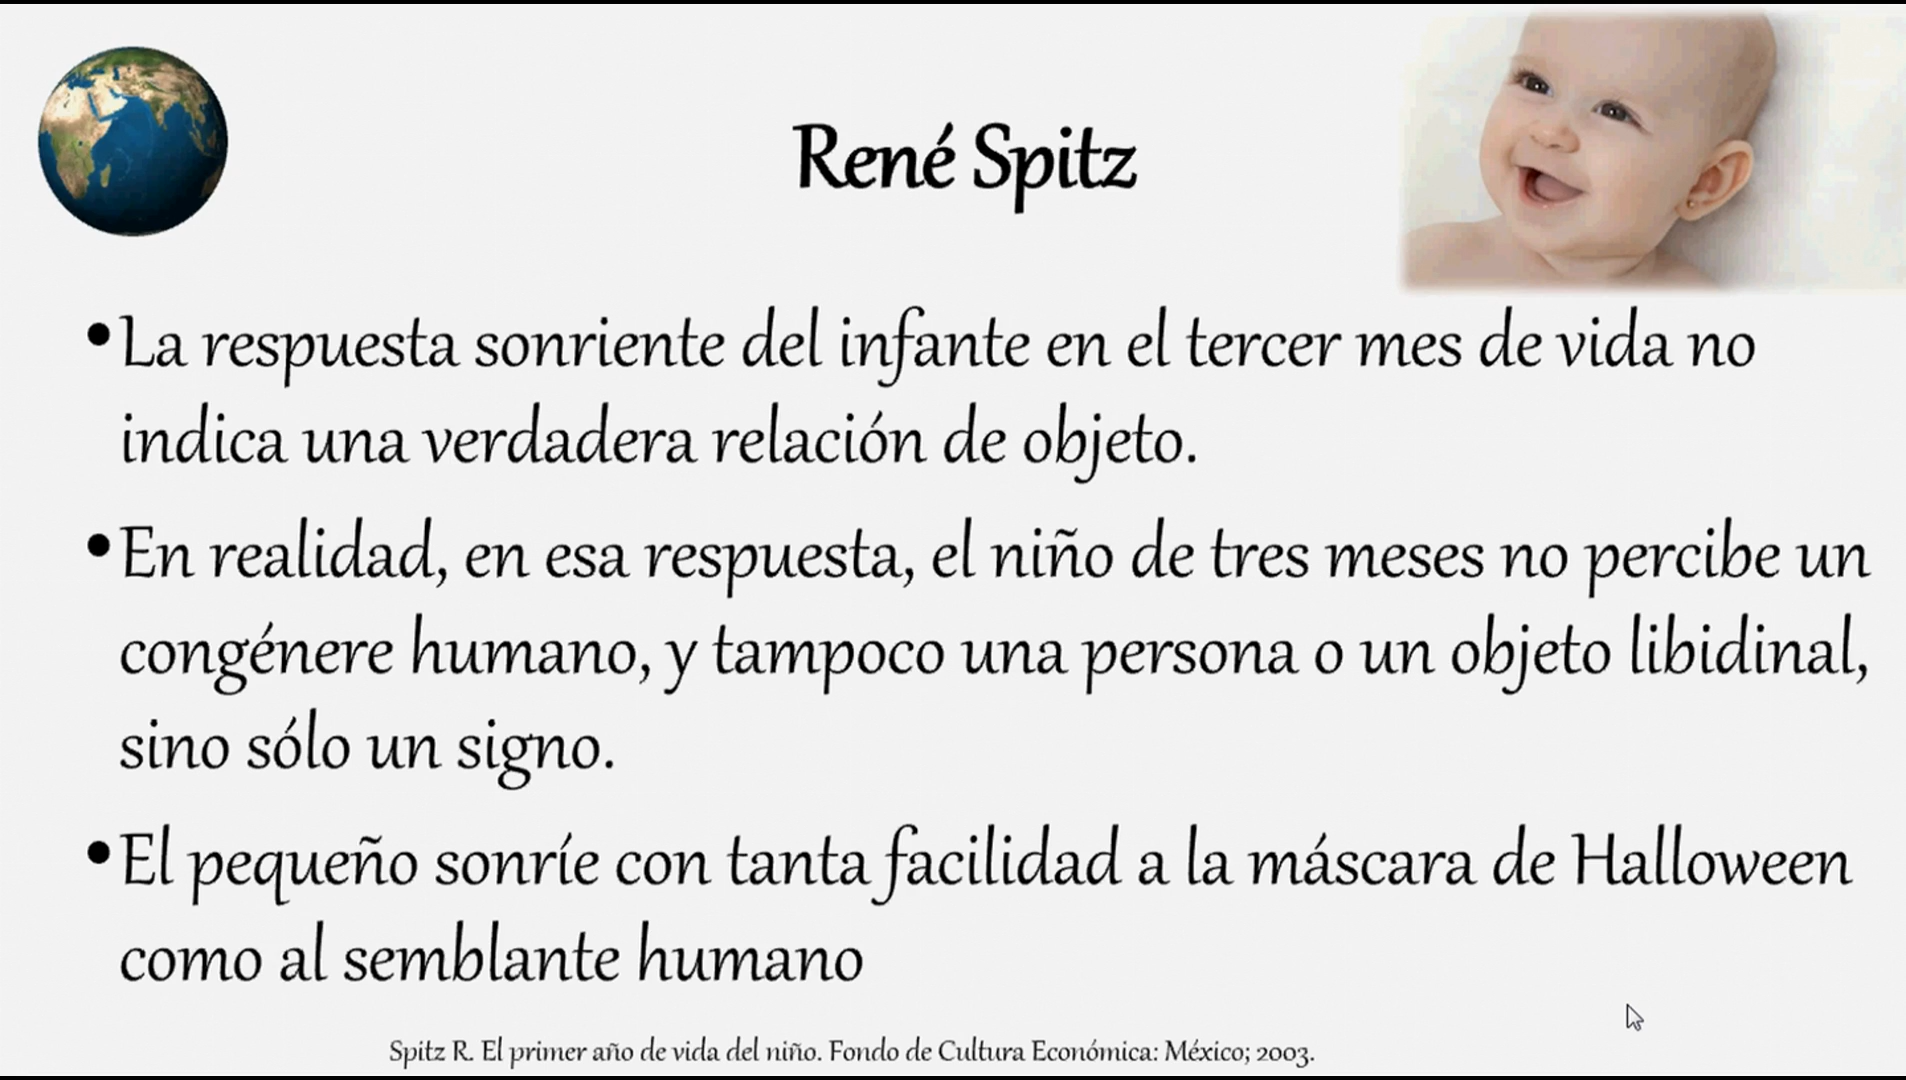 René Spitz
•La respuesta sonriente del infante en el tercer mes de vida no
indica una verdadera relación de objeto.
•En realidad, en esa respuesta, el niño de tres meses no percibe un
congénere humano, y tampoco una persona o un objeto libidinal,
sino sólo un signo.
•El pequeño sonríe con tanta facilidad a la máscara de Halloween
como al semblante humano
Spitz R. El primer año de vida del niño. Fondo de Cultura Económica: México; 2003.